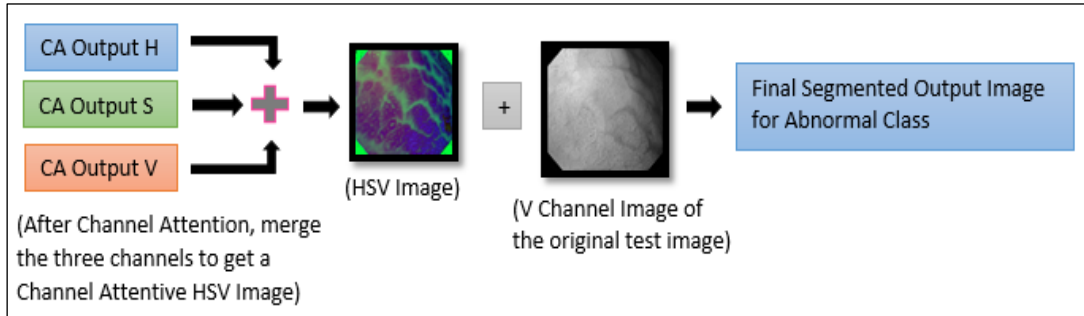 CA Output H
CA Output S
CA Output V
(After Channel Attention, merge
the three channels to get a
Channel Attentive HSV Image)
(HSV Image)
+
(V Channel Image of
the original test image)
Final Segmented Output Image
for Abnormal Class